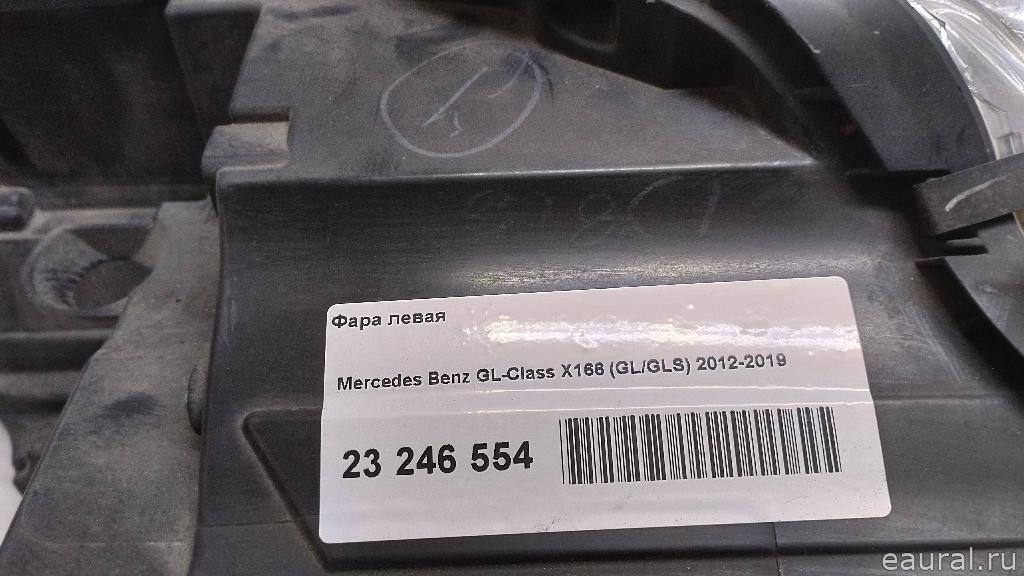 Фара левая
Mercedes Benz GL-Class X166 (GL/GLS) 2012-2019
23 246 554
eaural.ru